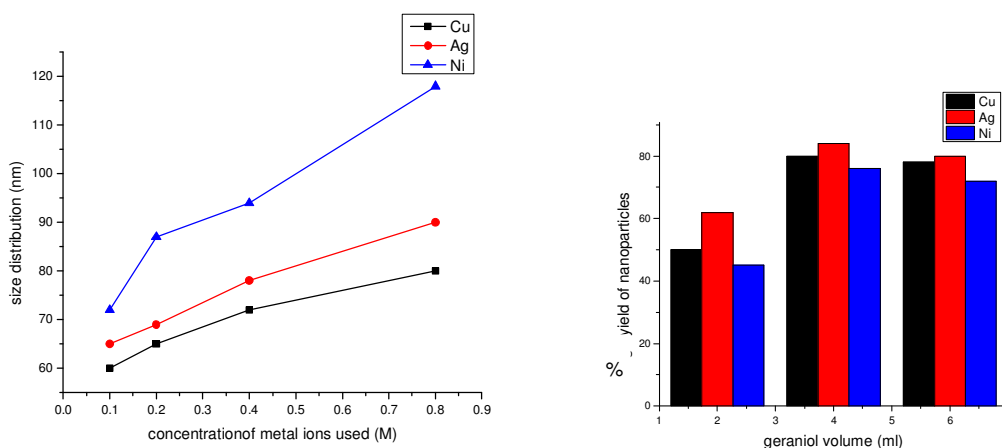 Cu
Ag
Ni
120
110
100
90
80
70
60
size distribution (nm)
0.0 0.1 0.2 0.3 0.4 0.5 0.6 0.7 0.8 0.9
concentrationof metal ions used (M)
Cu
Ag
Ni
80
60
40
20
0
% yield of nanoparticles
1 2 3 4 5 6
geraniol volume (ml)